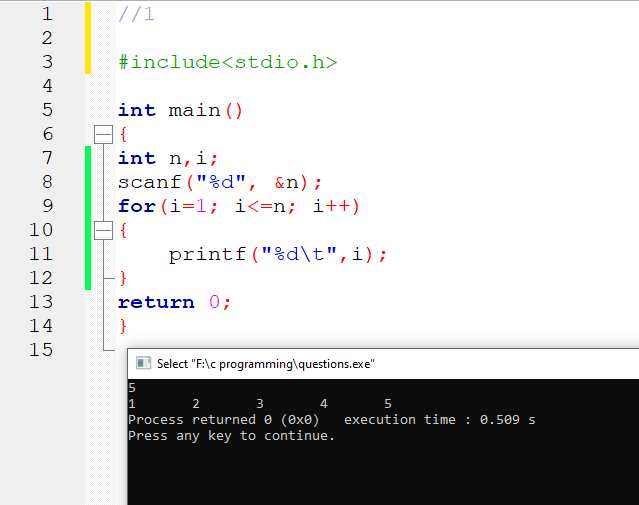 1 //1
2
3 #include<stdio.h>
4
5 int main()
6 {
7 int n,i;
8 scanf("%d", &n);
9 for(i=1; i<=n; i++)
10 {
11     printf("%d\t",i);
12 }
13 return 0;
14 }
15
Select "F:\c programming\questions.exe"
5
1       2       3       4       5
Process returned 0 (0x0)   execution time : 0.509 s
Press any key to continue.